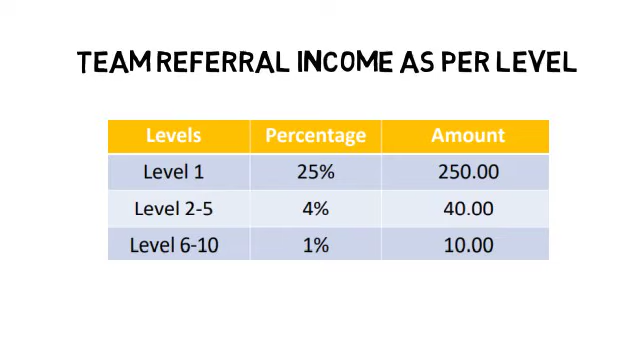 TEAM REFERRAL INCOME AS PER LEVEL
Levels Percentage Amount
Level 1 25% 250.00
Level 2-5 4% 40.00
Level 6-10 1% 10.00